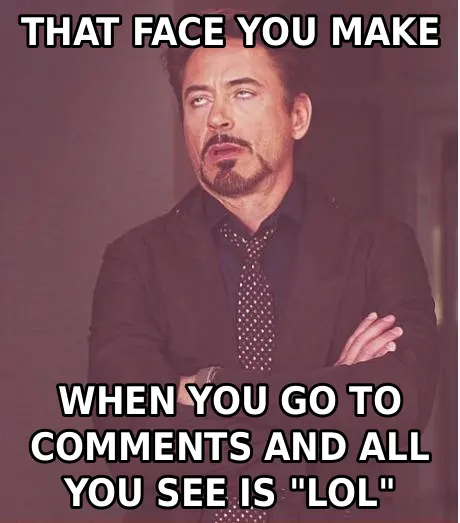 THAT FACE YOU MAKE
WHEN YOU GO TO
COMMENTS AND ALL
YOU SEE IS "LOL"